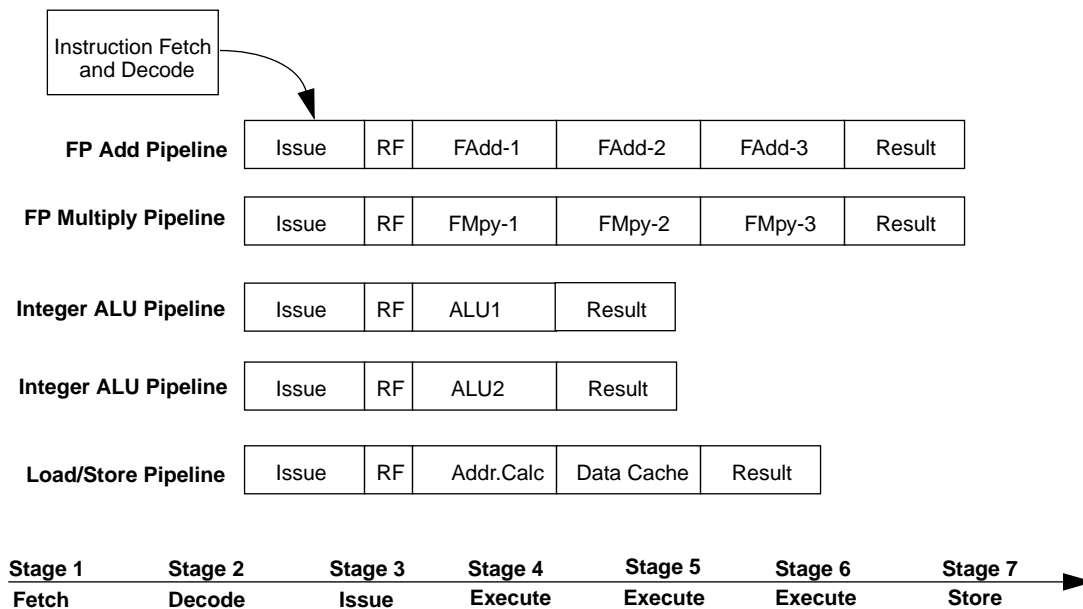 Instruction Fetch
and Decode
FP Add Pipeline Issue RF FAdd-1 FAdd-2 FAdd-3 Result
FP Multiply Pipeline Issue RF FMpy-1 FMpy-2 FMpy-3 Result
Integer ALU Pipeline Issue RF ALU1 Result
Integer ALU Pipeline Issue RF ALU2 Result
Load/Store Pipeline Issue RF Addr.Calc Data Cache Result
Stage 1 Stage 2 Stage 3 Stage 4 Stage 5 Stage 6 Stage 7
Fetch Decode Issue Execute Execute Execute Store